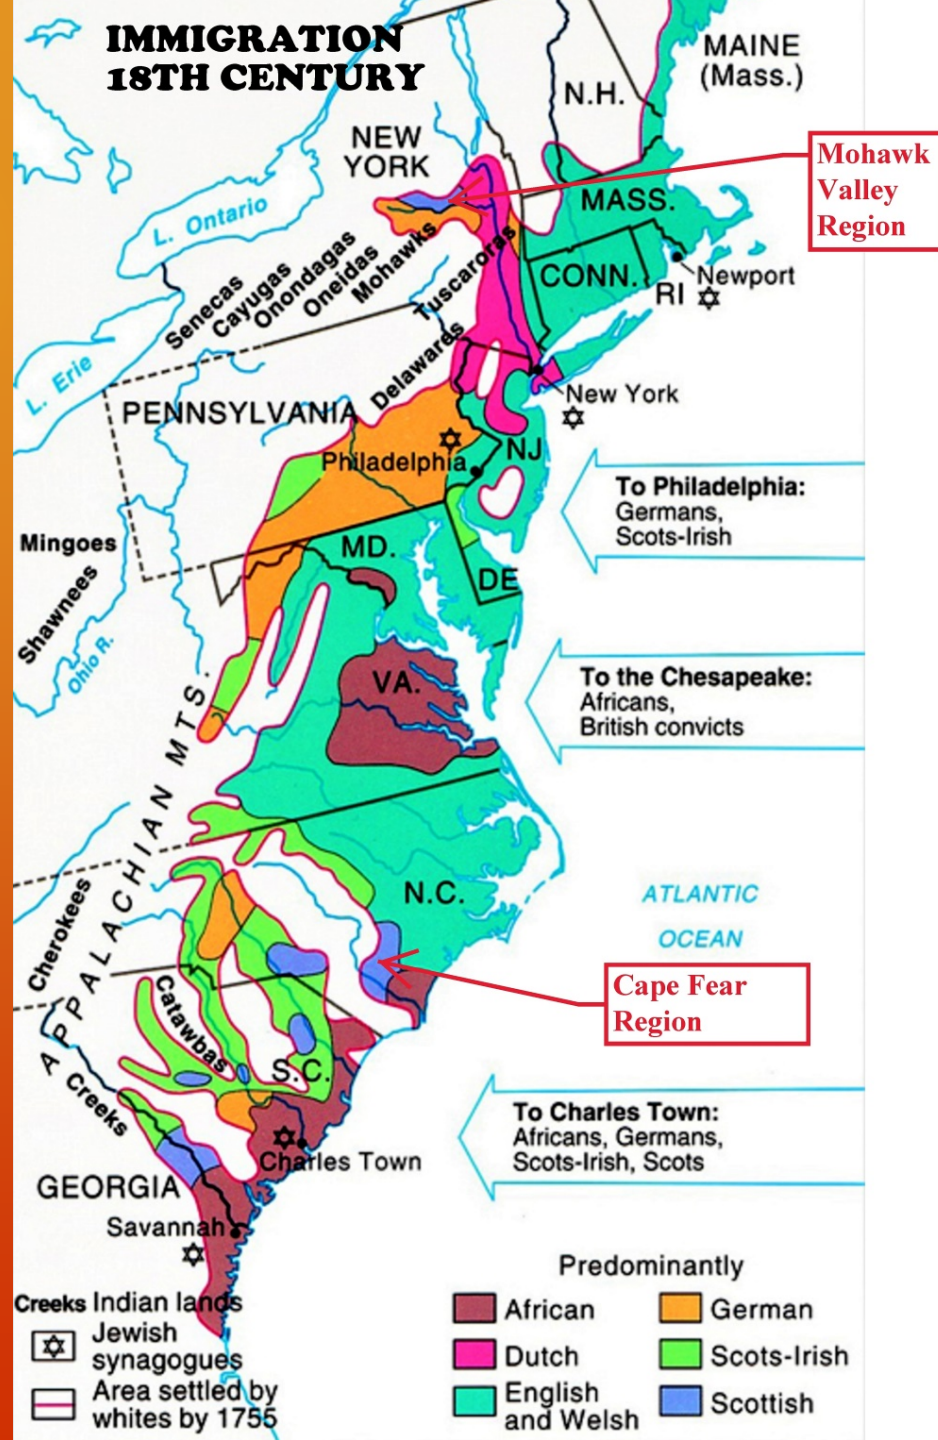 IMMIGRATION
18TH CENTURY
MAINE
(Mass.)
N.H.
NEW
YORK
Mohawk
Valley
Region
MASS.
L. Ontario
CONN.
RI
Newport
Senecas
Cayugas
Onondagas
Oneidas
Mohawks
Tuscaroras
Delawares
L. Erie
New York
PENNSYLVANIA
NJ
Philadelphia
To Philadelphia:
Germans,
Scots-Irish
Mingoes
MD.
DE
Shawnees
Ohio R.
To the Chesapeake:
Africans,
British convicts
VA.
APPALACHIAN MTS.
N.C.
ATLANTIC
OCEAN
Cherokees
Cape Fear
Region
Catawbas
S.C.
Creeks
To Charles Town:
Africans, Germans,
Scots-Irish, Scots
Charles Town
GEORGIA
Savannah
Predominantly
African
German
Dutch
Scots-Irish
English
and Welsh
Scottish
Creeks Indian lands
Jewish
synagogues
Area settled by
whites by 1755